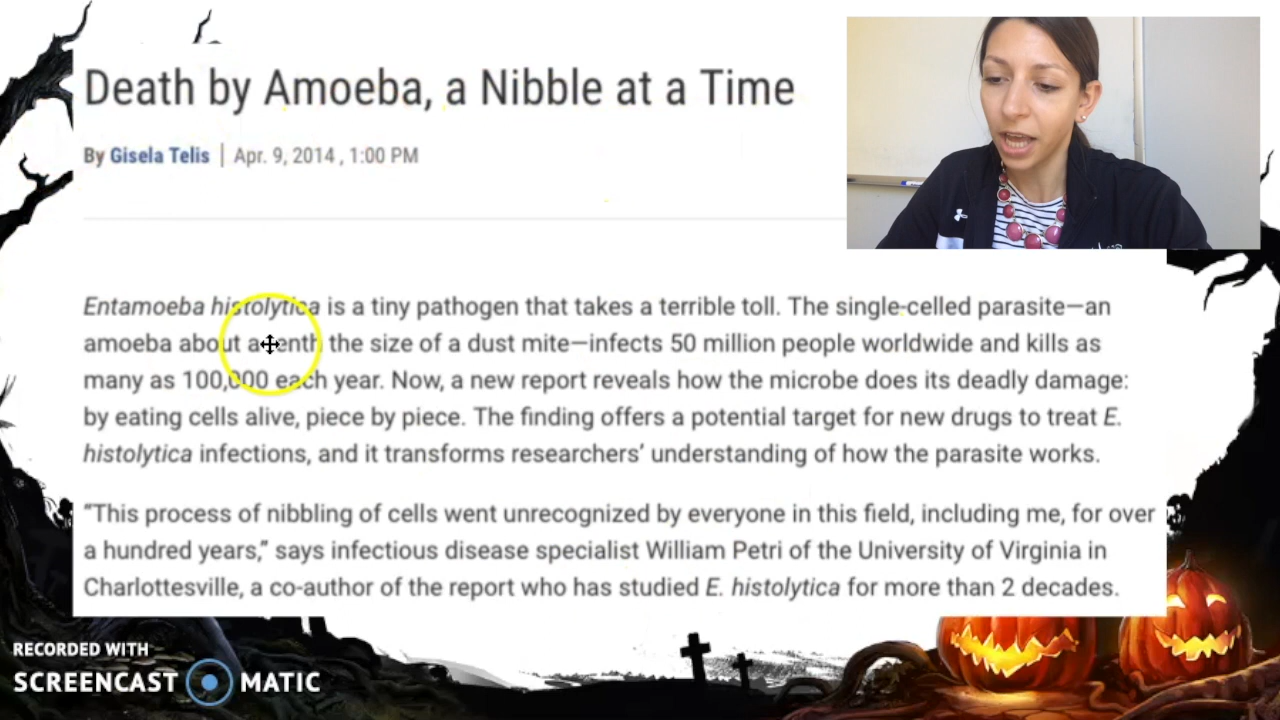 Death by Amoeba, a Nibble at a Time
By Gisela Telis | Apr. 9, 2014 , 1:00 PM
Entamoeba histolytica is a tiny pathogen that takes a terrible toll. The single-celled parasite—an
amoeba about a tenth the size of a dust mite—infects 50 million people worldwide and kills as
many as 100,000 each year. Now, a new report reveals how the microbe does its deadly damage:
by eating cells alive, piece by piece. The finding offers a potential target for new drugs to treat E.
histolytica infections, and it transforms researchers’ understanding of how the parasite works.
“This process of nibbling of cells went unrecognized by everyone in this field, including me, for over
a hundred years,” says infectious disease specialist William Petri of the University of Virginia in
Charlottesville, a co-author of the report who has studied E. histolytica for more than 2 decades.
RECORDED WITH
SCREENCAST MATIC